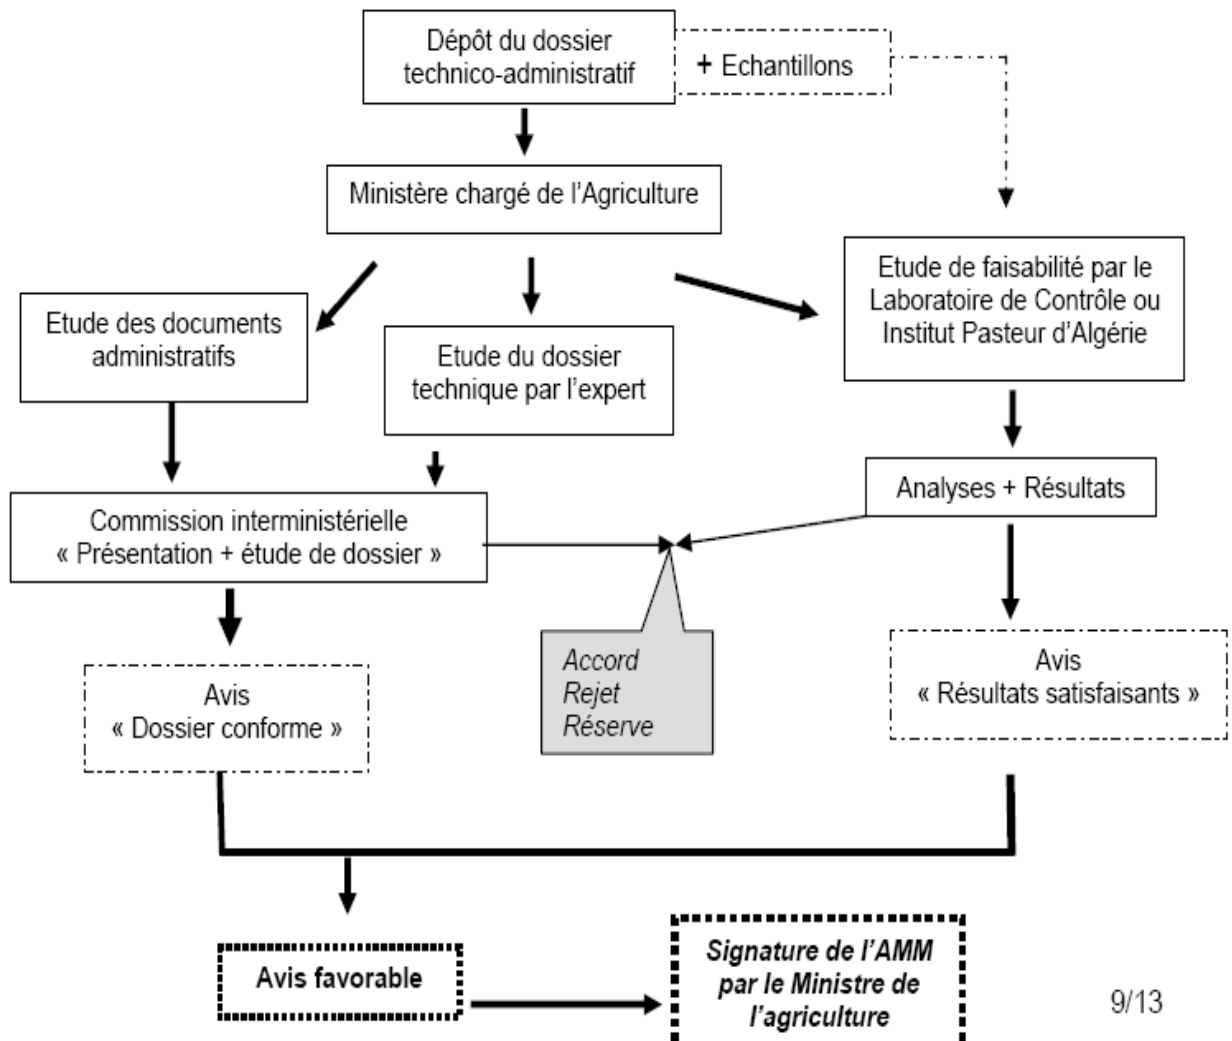 Dépôt du dossier
technico-administratif
+ Echantillons
Ministère chargé de l'Agriculture
Etude des documents
administratifs
Etude du dossier
technique par l'expert
Etude de faisabilité par le
Laboratoire de Contrôle ou
Institut Pasteur d'Algérie
Commission interministérielle
« Présentation + étude de dossier »
Analyses + Résultats
Accord
Rejet
Réserve
Avis
« Dossier conforme »
Avis
« Résultats satisfaisants »
Avis favorable
Signature de l'AMM
par le Ministre de
l'agriculture
9/13